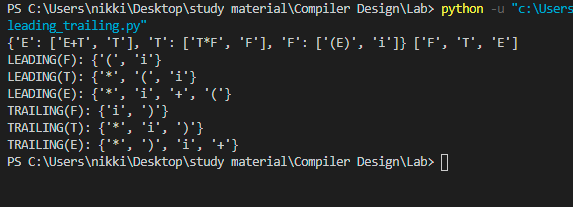 PS C:\Users\nikki\Desktop\study material\Compiler Design\Lab> python -u "c:\Users
leading_trailing.py"
{'E': ['E+T', 'T'], 'T': ['T*F', 'F'], 'F': ['(E)', 'i']} ['F', 'T', 'E']
LEADING(F): {'(', 'i'}
LEADING(T): {'*', '(', 'i'}
LEADING(E): {'*', 'i', '+', '('}
TRAILING(F): {'i', ')'}
TRAILING(T): {'*', 'i', ')'}
TRAILING(E): {'*', ')', 'i', '+'}
PS C:\Users\nikki\Desktop\study material\Compiler Design\Lab>